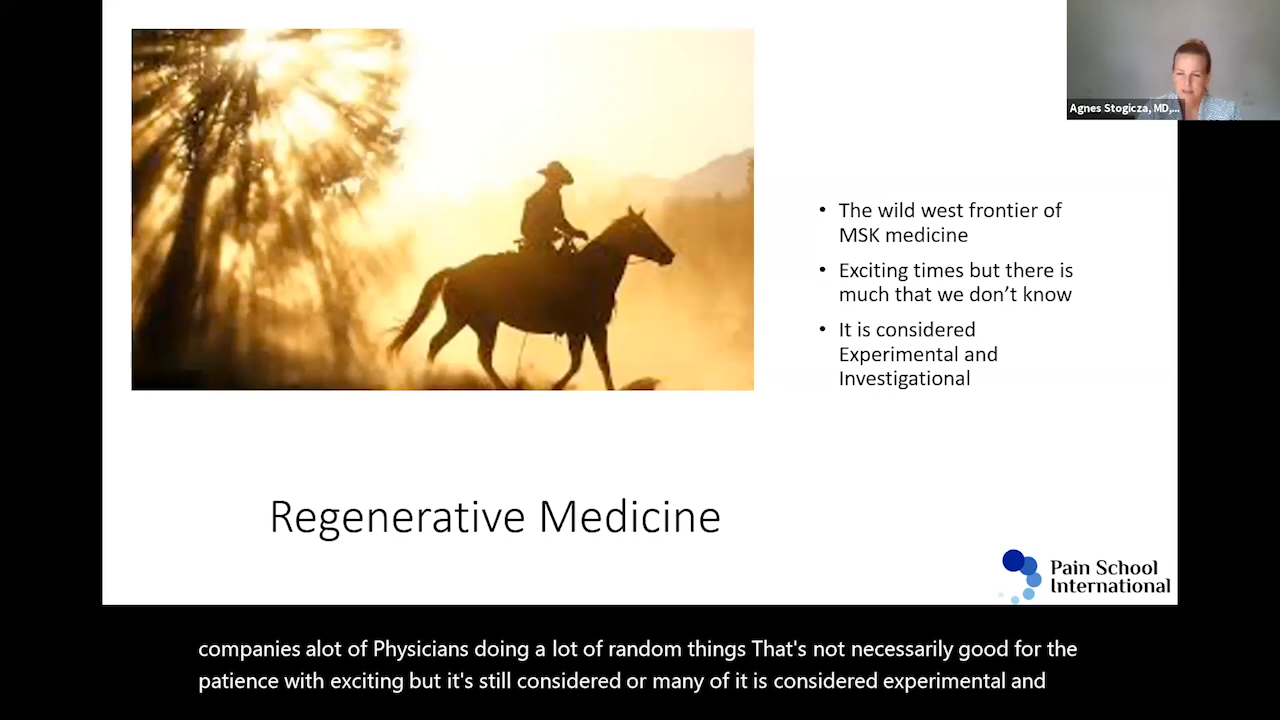 Agnes Stogicza, MD,...
• The wild west frontier of
MSK medicine
• Exciting times but there is
much that we don’t know
• It is considered
Experimental and
Investigational
Regenerative Medicine
Pain School
International
companies alot of Physicians doing a lot of random things That's not necessarily good for the
patience with exciting but it's still considered or many of it is considered experimental and